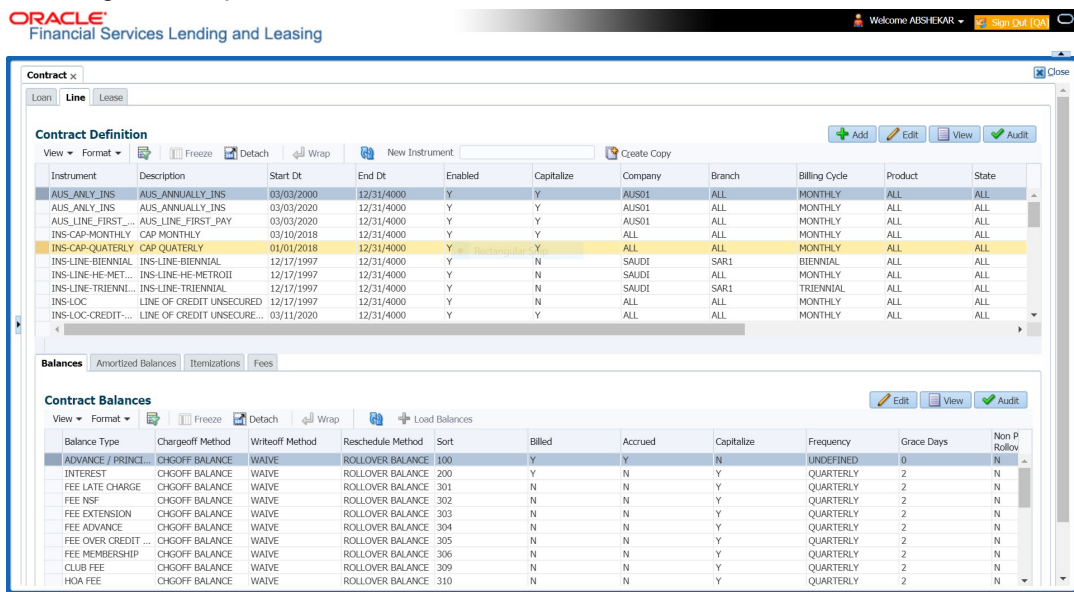 ORACLE
Financial Services Lending and Leasing
Welcome ABSHEKAR
Sign Out [QA]
Contract
Close
Loan Line Lease
Contract Definition
Add Edit View Audit
View Format Freeze Detach Wrap New Instrument Create Copy
Instrument Description Start Dt End Dt Enabled Capitalize Company Branch Billing Cycle Product State
AUS_ANLY_INS AUS_ANNUALLY_INS 03/03/2000 12/31/4000 Y Y AUS01 ALL MONTHLY ALL ALL
AUS_ANLY_INS AUS_ANNUALLY_INS 03/03/2020 12/31/4000 Y Y AUS01 ALL MONTHLY ALL ALL
AUS_LINE_FIRST_... AUS_LINE_FIRST_PAY 03/03/2020 12/31/4000 Y Y AUS01 ALL MONTHLY ALL ALL
INS-CAP-MONTHLY CAP MONTHLY 03/10/2018 12/31/4000 Y Y ALL ALL MONTHLY ALL ALL
INS-CAP-QUATERLY CAP QUATERLY 01/01/2018 12/31/4000 Y Y ALL ALL MONTHLY ALL ALL
Rectangular Snip
INS-LINE-BIENNIAL INS-LINE-BIENNIAL 12/17/1997 12/31/4000 Y N SAUDI SAR1 BIENNIAL ALL ALL
INS-LINE-HE-MET... INS-LINE-HE-METROII 12/17/1997 12/31/4000 Y N SAUDI ALL MONTHLY ALL ALL
INS-LINE-TRIENNI... INS-LINE-TRIENNIAL 12/17/1997 12/31/4000 Y N SAUDI SAR1 TRIENNIAL ALL ALL
INS-LOC LINE OF CREDIT UNSECURED 12/17/1997 12/31/4000 Y N ALL ALL MONTHLY ALL ALL
INS-LOC-CREDIT-... LINE OF CREDIT UNSECURE... 03/11/2020 12/31/4000 Y Y ALL ALL MONTHLY ALL ALL
Balances Amortized Balances Itemizations Fees
Contract Balances
Edit View Audit
View Format Freeze Detach Wrap Load Balances
Balance Type Chargeoff Method Writeoff Method Reschedule Method Sort Billed Accrued Capitalize Frequency Grace Days Non P
Rollov
ADVANCE / PRINCI... CHGOFF BALANCE WAIVE ROLLOVER BALANCE 100 Y Y N UNDEFINED 0 N
INTEREST CHGOFF BALANCE WAIVE ROLLOVER BALANCE 200 Y N Y QUARTERLY 2 N
FEE LATE CHARGE CHGOFF BALANCE WAIVE ROLLOVER BALANCE 301 N N Y QUARTERLY 2 N
FEE NSF CHGOFF BALANCE WAIVE ROLLOVER BALANCE 302 N N Y QUARTERLY 2 N
FEE EXTENSION CHGOFF BALANCE WAIVE ROLLOVER BALANCE 303 N N Y QUARTERLY 2 N
FEE ADVANCE CHGOFF BALANCE WAIVE ROLLOVER BALANCE 304 N N Y QUARTERLY 2 N
FEE OVER CREDIT ... CHGOFF BALANCE WAIVE ROLLOVER BALANCE 305 N N Y QUARTERLY 2 N
FEE MEMBERSHIP CHGOFF BALANCE WAIVE ROLLOVER BALANCE 306 N N Y QUARTERLY 2 N
CLUB FEE CHGOFF BALANCE WAIVE ROLLOVER BALANCE 309 N N Y QUARTERLY 2 N
HOA FEE CHGOFF BALANCE WAIVE ROLLOVER BALANCE 310 N N Y QUARTERLY 2 N